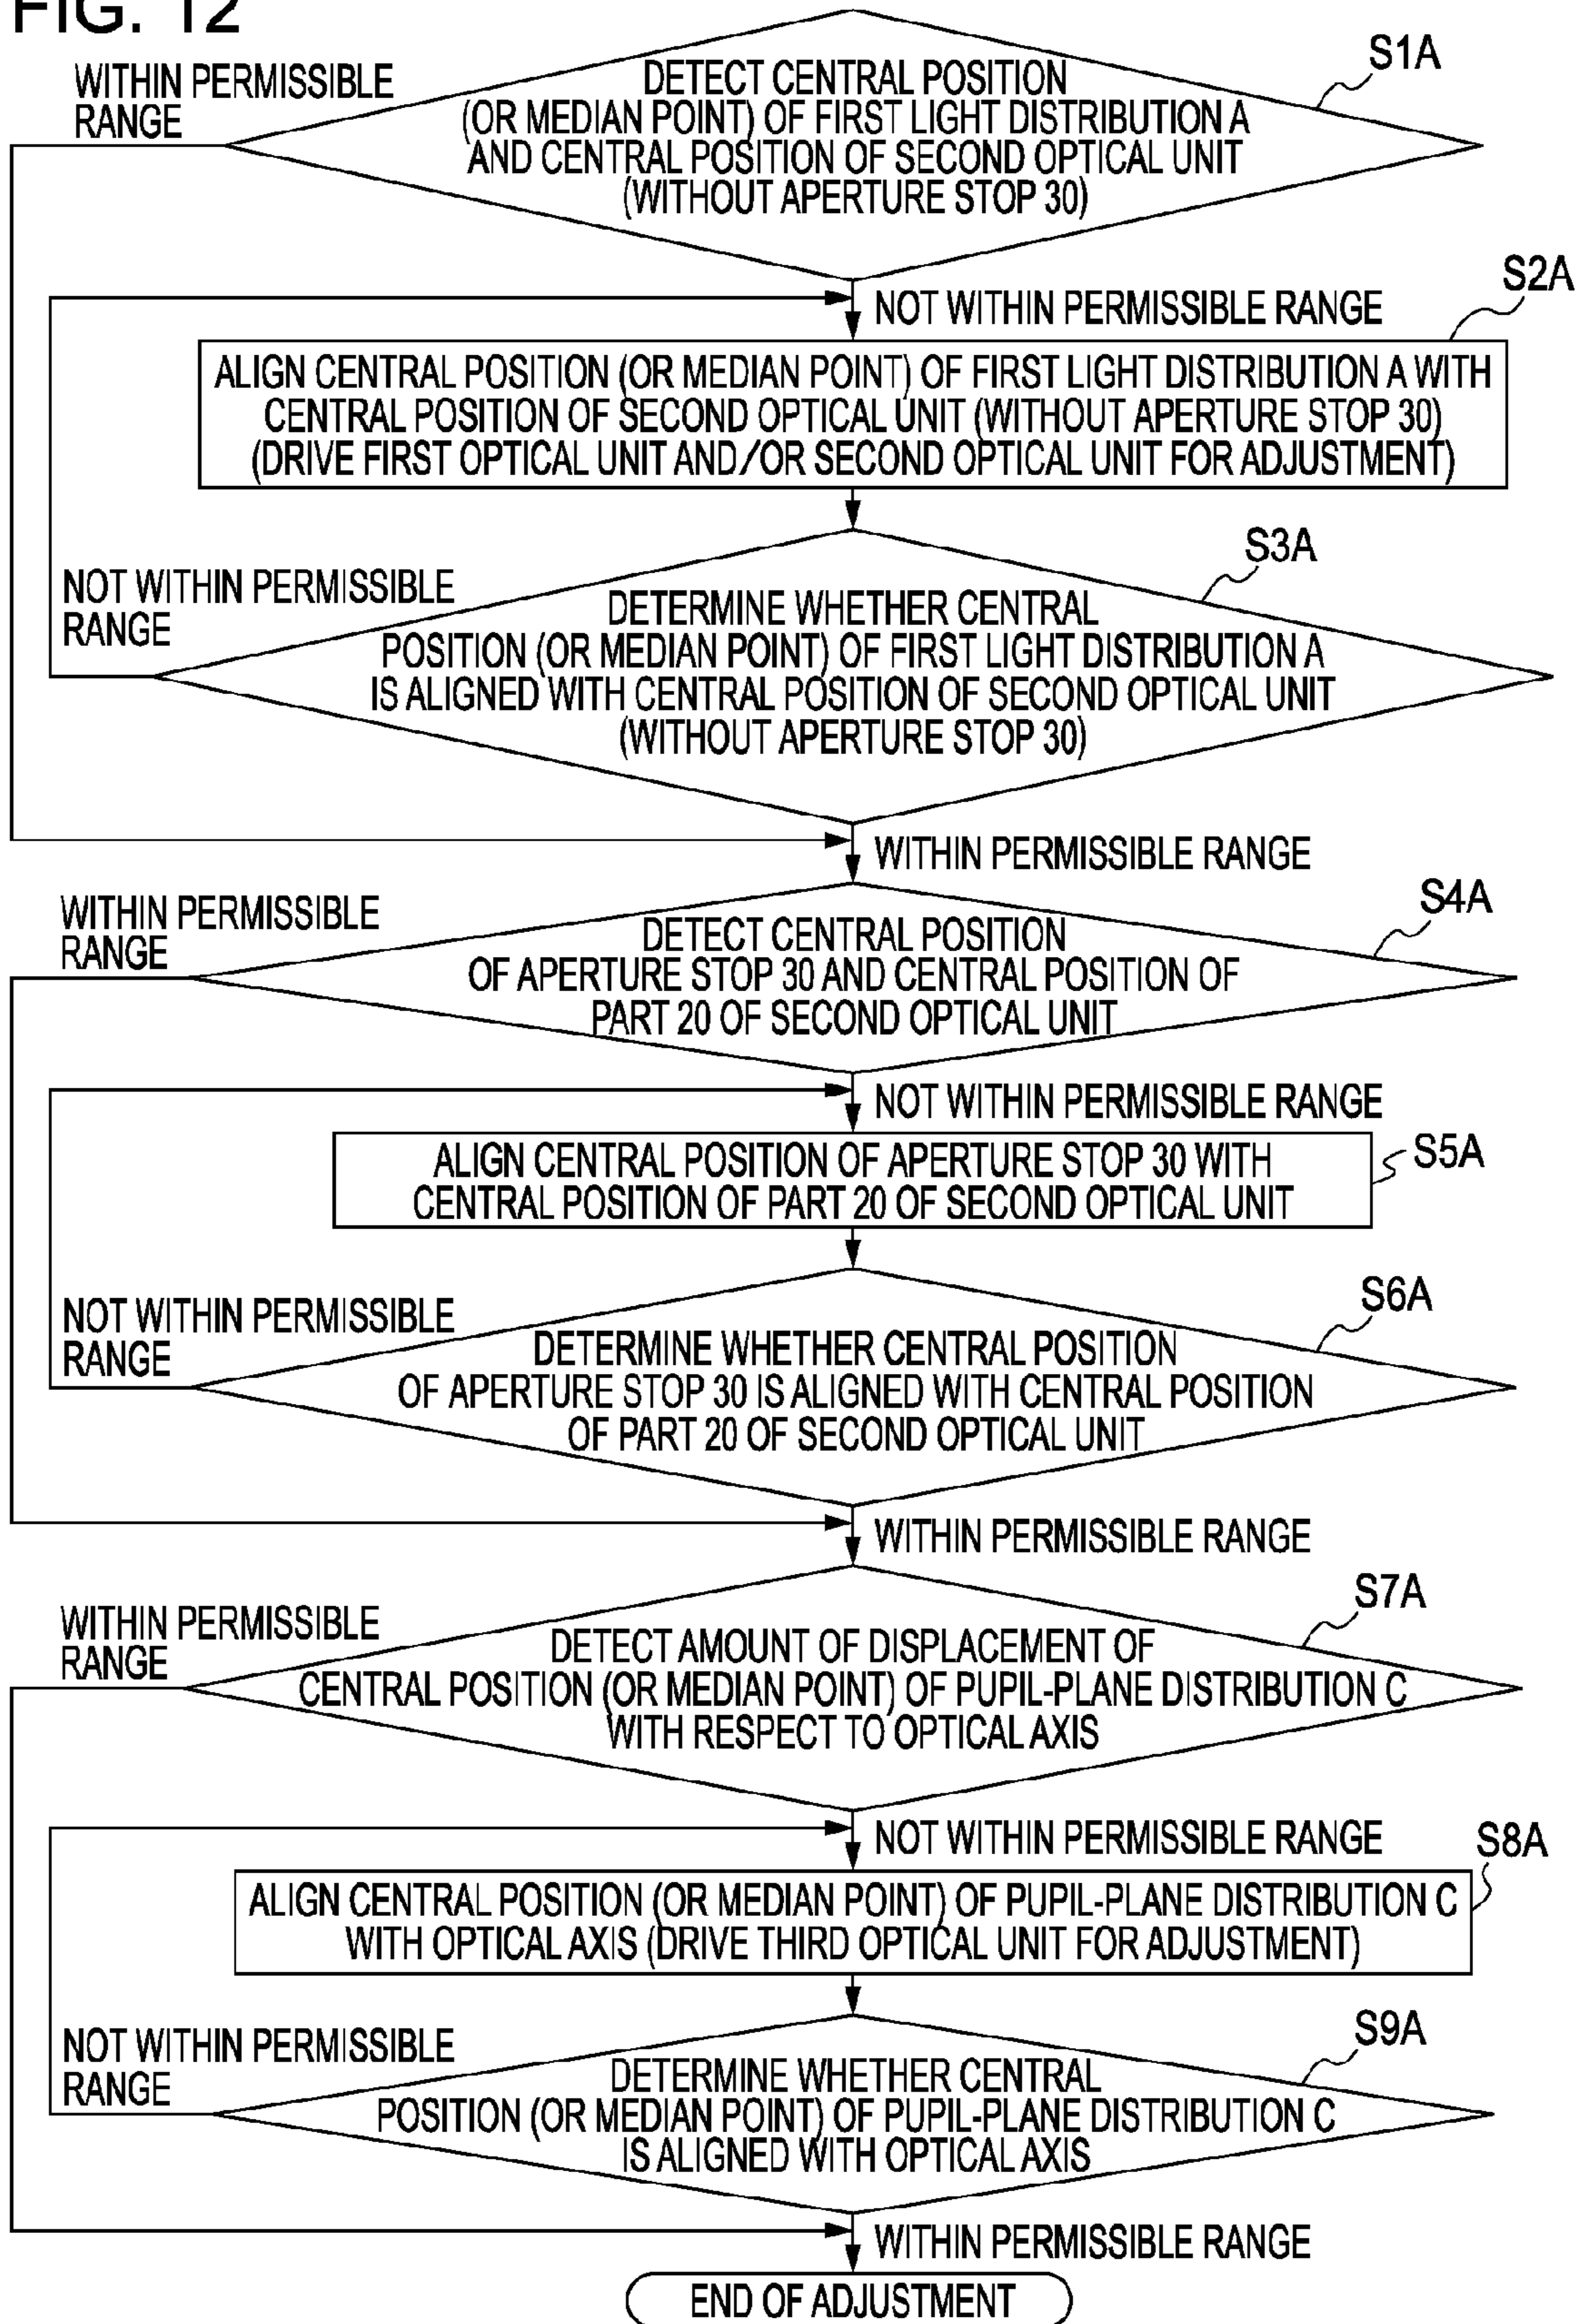 FIG. 12
S1A
WITHIN PERMISSIBLE
RANGE
DETECT CENTRAL POSITION
(OR MEDIAN POINT) OF FIRST LIGHT DISTRIBUTION A
AND CENTRAL POSITION OF SECOND OPTICAL UNIT
(WITHOUT APERTURE STOP 30)
NOT WITHIN PERMISSIBLE RANGE
S2A
ALIGN CENTRAL POSITION (OR MEDIAN POINT) OF FIRST LIGHT DISTRIBUTION A WITH
CENTRAL POSITION OF SECOND OPTICAL UNIT (WITHOUT APERTURE STOP 30)
(DRIVE FIRST OPTICAL UNIT AND/OR SECOND OPTICAL UNIT FOR ADJUSTMENT)
S3A
NOT WITHIN PERMISSIBLE
RANGE
DETERMINE WHETHER CENTRAL
POSITION (OR MEDIAN POINT) OF FIRST LIGHT DISTRIBUTION A
IS ALIGNED WITH CENTRAL POSITION OF SECOND OPTICAL UNIT
(WITHOUT APERTURE STOP 30)
WITHIN PERMISSIBLE RANGE
S4A
WITHIN PERMISSIBLE
RANGE
DETECT CENTRAL POSITION
OF APERTURE STOP 30 AND CENTRAL POSITION OF
PART 20 OF SECOND OPTICAL UNIT
NOT WITHIN PERMISSIBLE RANGE
S5A
ALIGN CENTRAL POSITION OF APERTURE STOP 30 WITH
CENTRAL POSITION OF PART 20 OF SECOND OPTICAL UNIT
S6A
NOT WITHIN PERMISSIBLE
RANGE
DETERMINE WHETHER CENTRAL POSITION
OF APERTURE STOP 30 IS ALIGNED WITH CENTRAL POSITION
OF PART 20 OF SECOND OPTICAL UNIT
WITHIN PERMISSIBLE RANGE
S7A
WITHIN PERMISSIBLE
RANGE
DETECT AMOUNT OF DISPLACEMENT OF
CENTRAL POSITION (OR MEDIAN POINT) OF PUPIL-PLANE DISTRIBUTION C
WITH RESPECT TO OPTICAL AXIS
NOT WITHIN PERMISSIBLE RANGE
S8A
ALIGN CENTRAL POSITION (OR MEDIAN POINT) OF PUPIL-PLANE DISTRIBUTION C
WITH OPTICAL AXIS (DRIVE THIRD OPTICAL UNIT FOR ADJUSTMENT)
S9A
NOT WITHIN PERMISSIBLE
RANGE
DETERMINE WHETHER CENTRAL
POSITION (OR MEDIAN POINT) OF PUPIL-PLANE DISTRIBUTION C
IS ALIGNED WITH OPTICAL AXIS
WITHIN PERMISSIBLE RANGE
END OF ADJUSTMENT